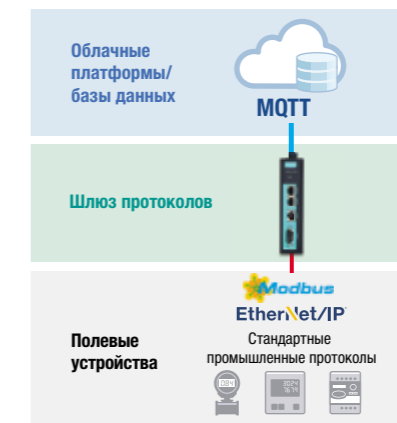 Облачные
платформы/
базы данных
MQTT
Шлюз протоколов
Modbus
EtherNet/IP
Полевые
устройства
Стандартные
промышленные протоколы